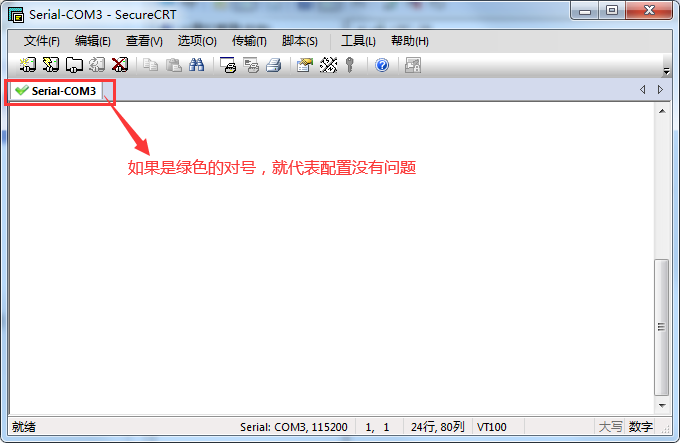 Serial-COM3 - SecureCRT
文件(F) 编辑(E) 查看(V) 选项(O) 传输(T) 脚本(S) 工具(L) 帮助(H)
Serial-COM3
如果是绿色的对号，就代表配置没有问题
就绪 Serial: COM3, 115200 1, 1 24行, 80列 VT100 大写 数字